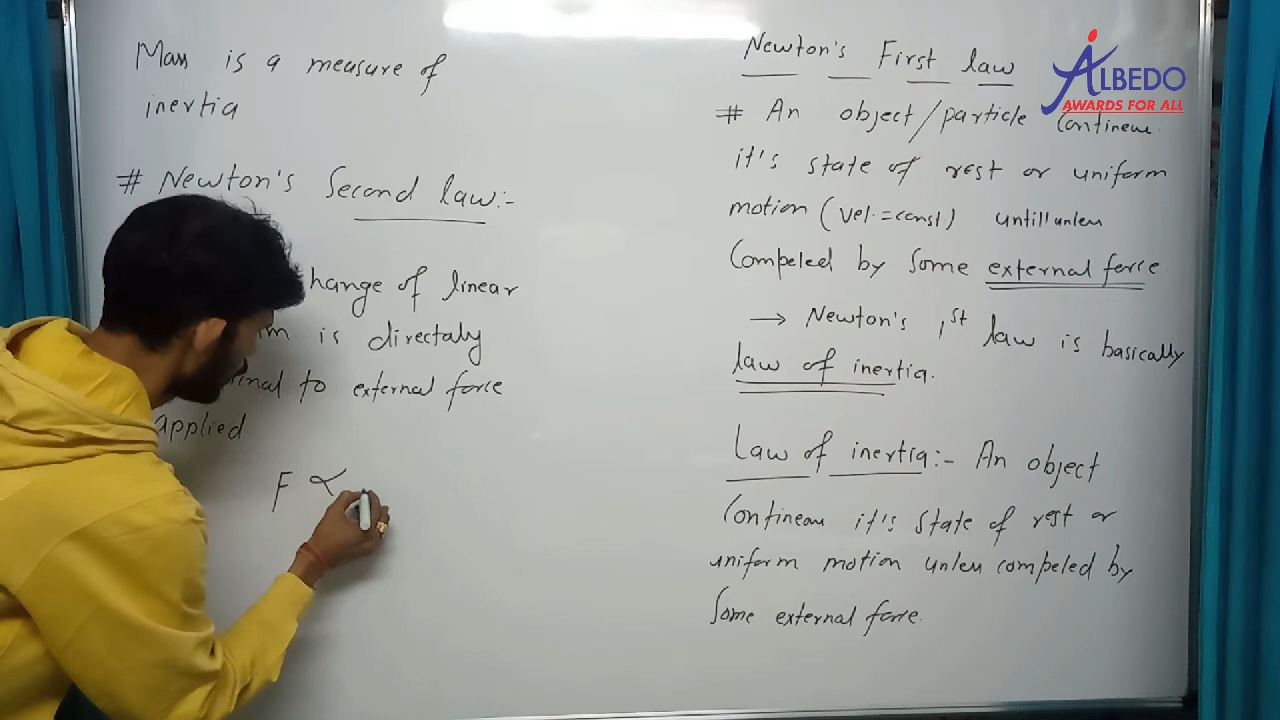 Mass is a measure of
inertia
# Newton's Second law:-
hange of linear
m is directaly
nal to external force
applied
F ∝
Newton's First law
# An object/particle Contineue
it's state of rest or uniform
motion (vel. = const) untill unless
Compeled by Some external force
→ Newton's 1st law is basically
law of inertia.
Law of inertia:- An object
Contineau it's State of rest or
uniform motion unless compeled by
Some external force.
ALBEDO
AWARDS FOR ALL